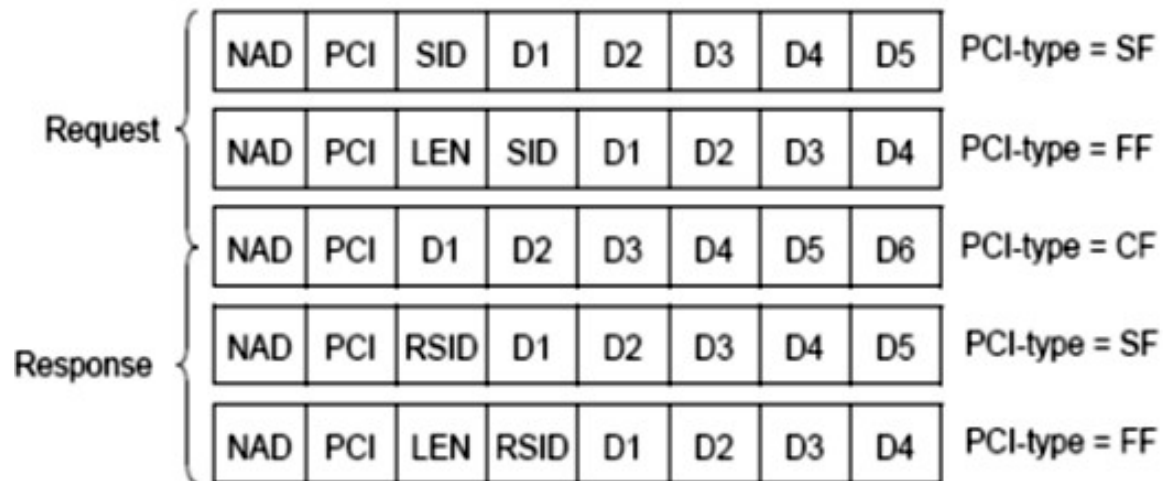 NAD PCI SID D1 D2 D3 D4 D5 PCI-type = SF
Request
NAD PCI LEN SID D1 D2 D3 D4 PCI-type = FF
NAD PCI D1 D2 D3 D4 D5 D6 PCI-type = CF
NAD PCI RSID D1 D2 D3 D4 D5 PCI-type = SF
Response
NAD PCI LEN RSID D1 D2 D3 D4 PCI-type = FF